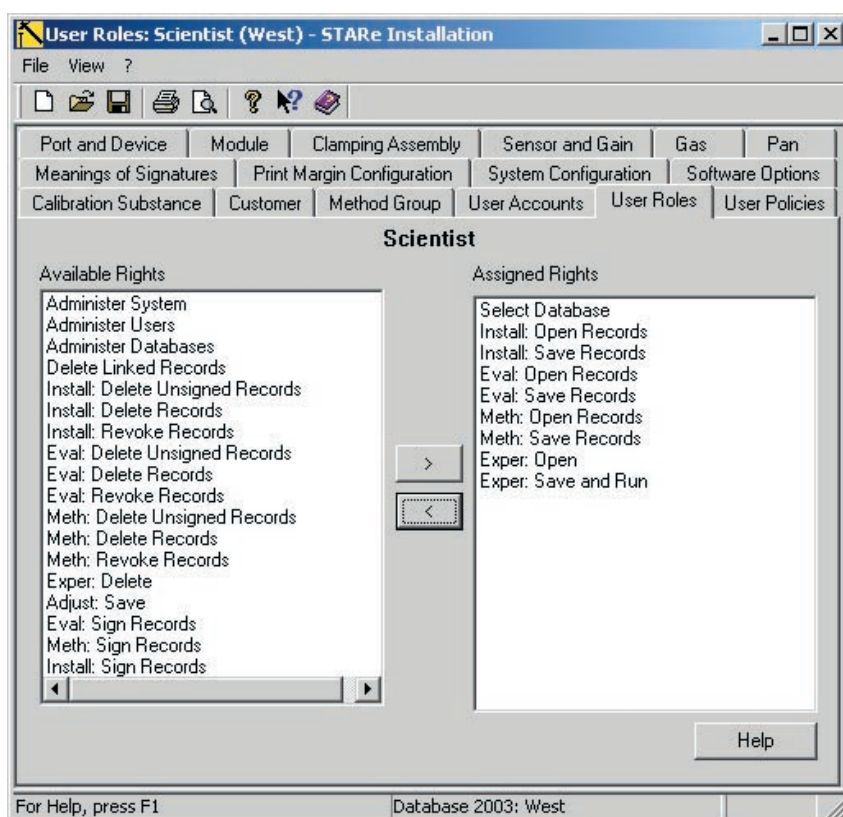 User Roles: Scientist (West) - STARe Installation
File View ?
Port and Device Module Clamping Assembly Sensor and Gain Gas Pan
Meanings of Signatures Print Margin Configuration System Configuration Software Options
Calibration Substance Customer Method Group User Accounts User Roles User Policies
Scientist
Available Rights
Administer System
Administer Users
Administer Databases
Delete Linked Records
Install: Delete Unsigned Records
Install: Delete Records
Install: Revoke Records
Eval: Delete Unsigned Records
Eval: Delete Records
Eval: Revoke Records
Meth: Delete Unsigned Records
Meth: Delete Records
Meth: Revoke Records
Exper: Delete
Adjust: Save
Eval: Sign Records
Meth: Sign Records
Install: Sign Records
>
<
Assigned Rights
Select Database
Install: Open Records
Install: Save Records
Eval: Open Records
Eval: Save Records
Meth: Open Records
Meth: Save Records
Exper: Open
Exper: Save and Run
Help
For Help, press F1 Database 2003: West